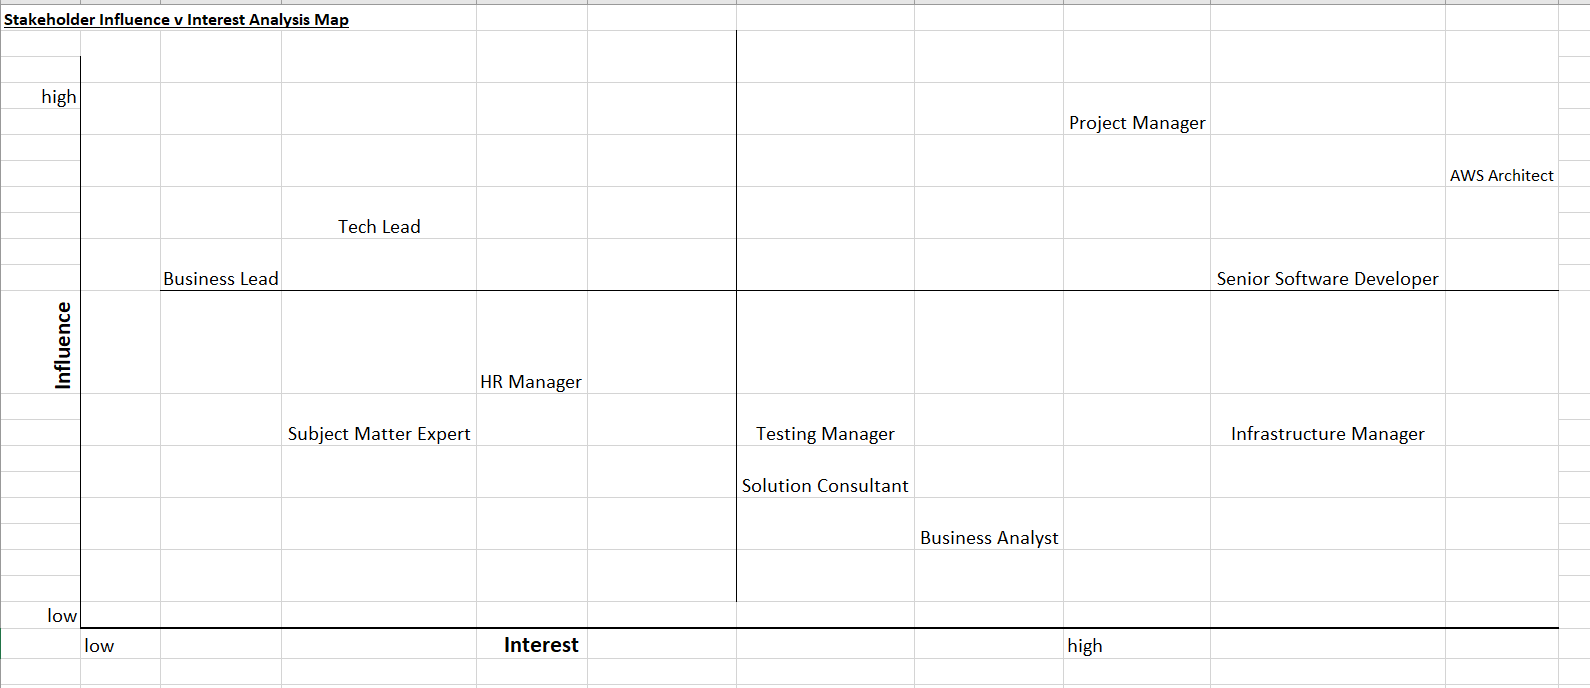 Stakeholder Influence v Interest Analysis Map
high
Project Manager
AWS Architect
Tech Lead
Business Lead
Senior Software Developer
Influence
HR Manager
Subject Matter Expert
Testing Manager
Infrastructure Manager
Solution Consultant
Business Analyst
low
low
Interest
high